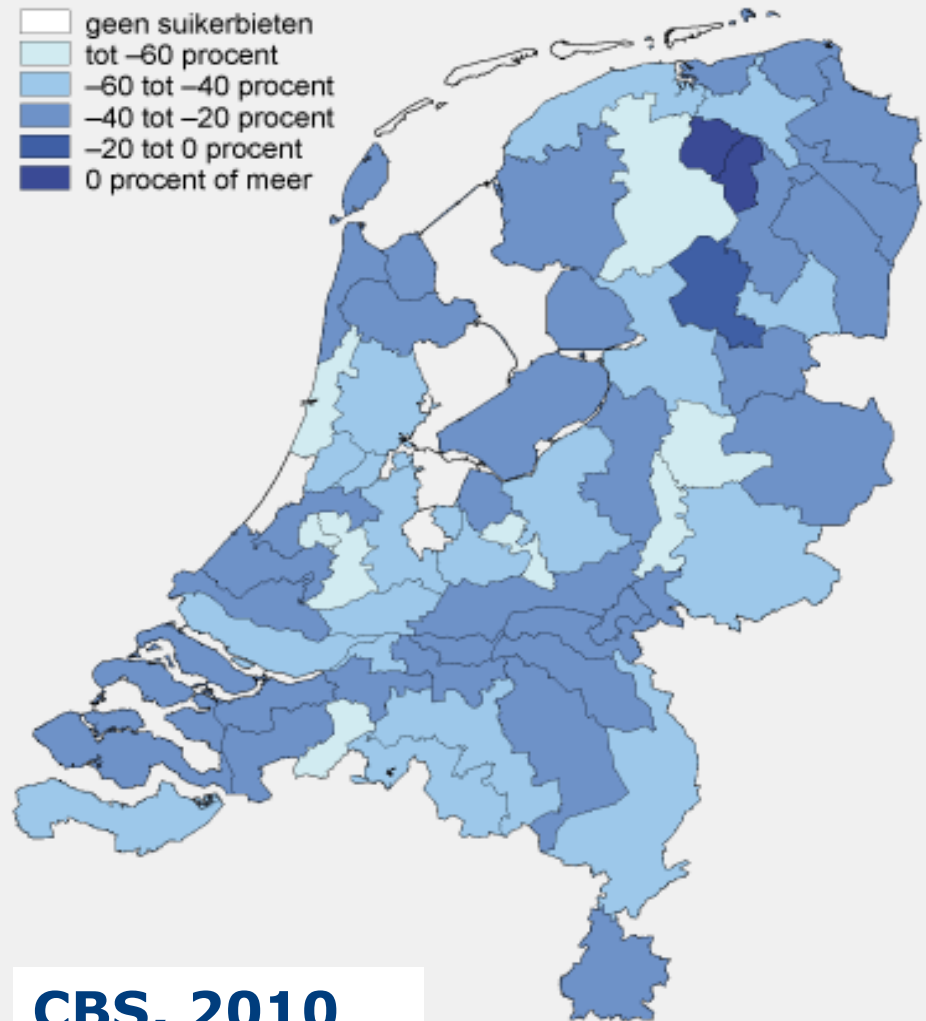 geen suikerbieten
tot –60 procent
–60 tot –40 procent
–40 tot –20 procent
–20 tot 0 procent
0 procent of meer
CBS, 2010